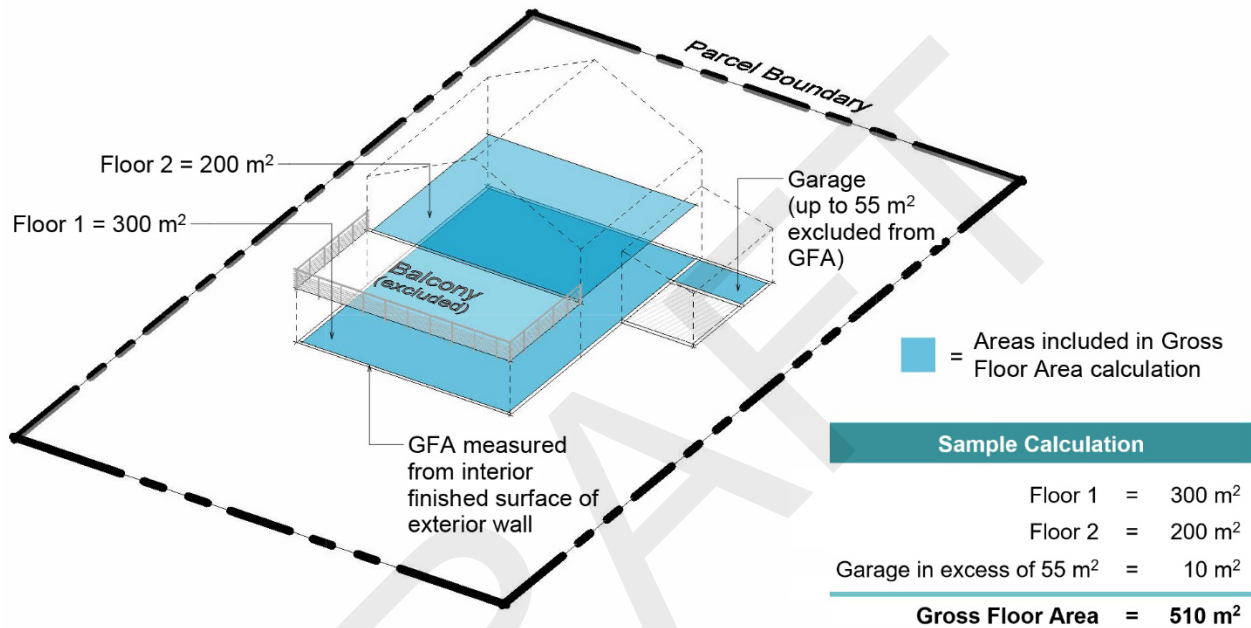 Parcel Boundary
Floor 2 = 200 m²
Floor 1 = 300 m²
Garage
(up to 55 m²
excluded from
GFA)
Balcony
(excluded)
= Areas included in Gross
Floor Area calculation
GFA measured
from interior
finished surface of
exterior wall
Sample Calculation
Floor 1 = 300 m²
Floor 2 = 200 m²
Garage in excess of 55 m² = 10 m²
Gross Floor Area = 510 m²
DRAFT